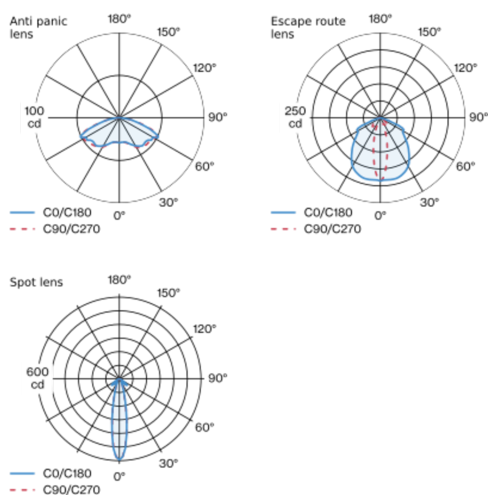 Anti panic
lens
180°
150°
120°
100
cd
90°
60°
30°
0°
C0/C180
C90/C270
Escape route
lens
180°
150°
120°
250
cd
90°
60°
30°
0°
C0/C180
C90/C270
Spot lens
180°
150°
120°
600
cd
90°
60°
30°
0°
C0/C180
C90/C270